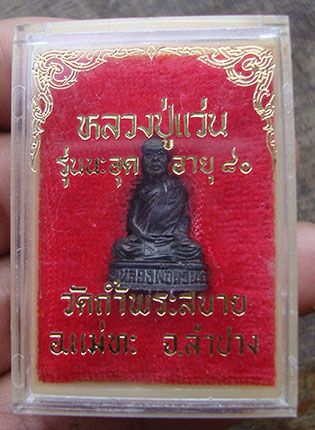 หลวงปู่แว่น
รุ่นนะอุด อายุ ๘๐
วัดถ้ำพระสบาย
อ.แม่ทะ จ.ลำปาง